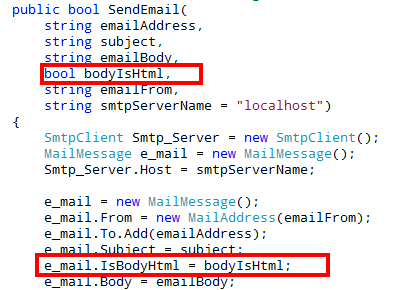 public bool SendEmail(
string emailAddress,
string subject,
string emailBody,
bool bodyIsHtml,
string emailFrom,
string smtpServerName = "localhost")
{
SmtpClient Smtp_Server = new SmtpClient();
MailMessage e_mail = new MailMessage();
Smtp_Server.Host = smtpServerName;
e_mail = new MailMessage();
e_mail.From = new MailAddress(emailFrom);
e_mail.To.Add(emailAddress);
e_mail.Subject = subject;
e_mail.IsBodyHtml = bodyIsHtml;
e_mail.Body = emailBody;